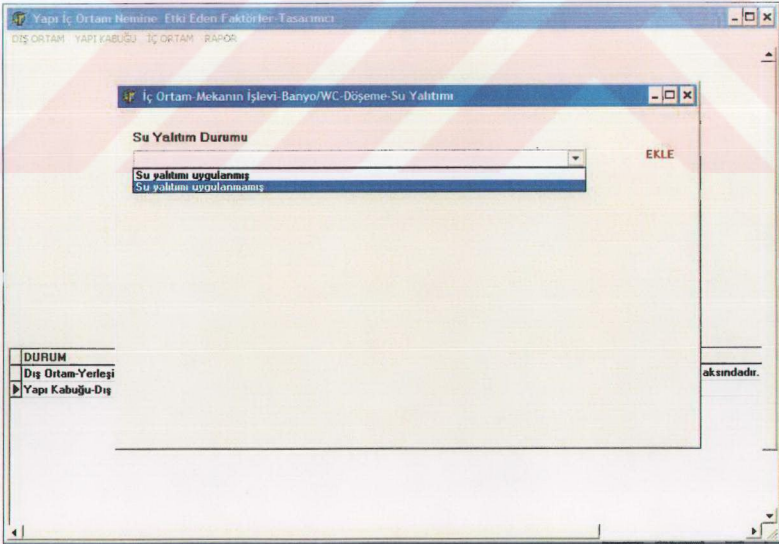 Yapı İç Ortam Nemine Etki Eden Faktörler-Tasarımcı
DIŞ ORTAM YAPI KABUĞU İÇ ORTAM RAPOR
İç Ortam-Mekanın İşlevi-Banyo/WC-Döşeme-Su Yalıtımı
Su Yalıtım Durumu
EKLE
Su yalıtımı uygulanmış
Su yalıtımı uygulanmamış
DURUM
Dış Ortam-Yerleşi aksındadır.
Yapı Kabuğu-Dış